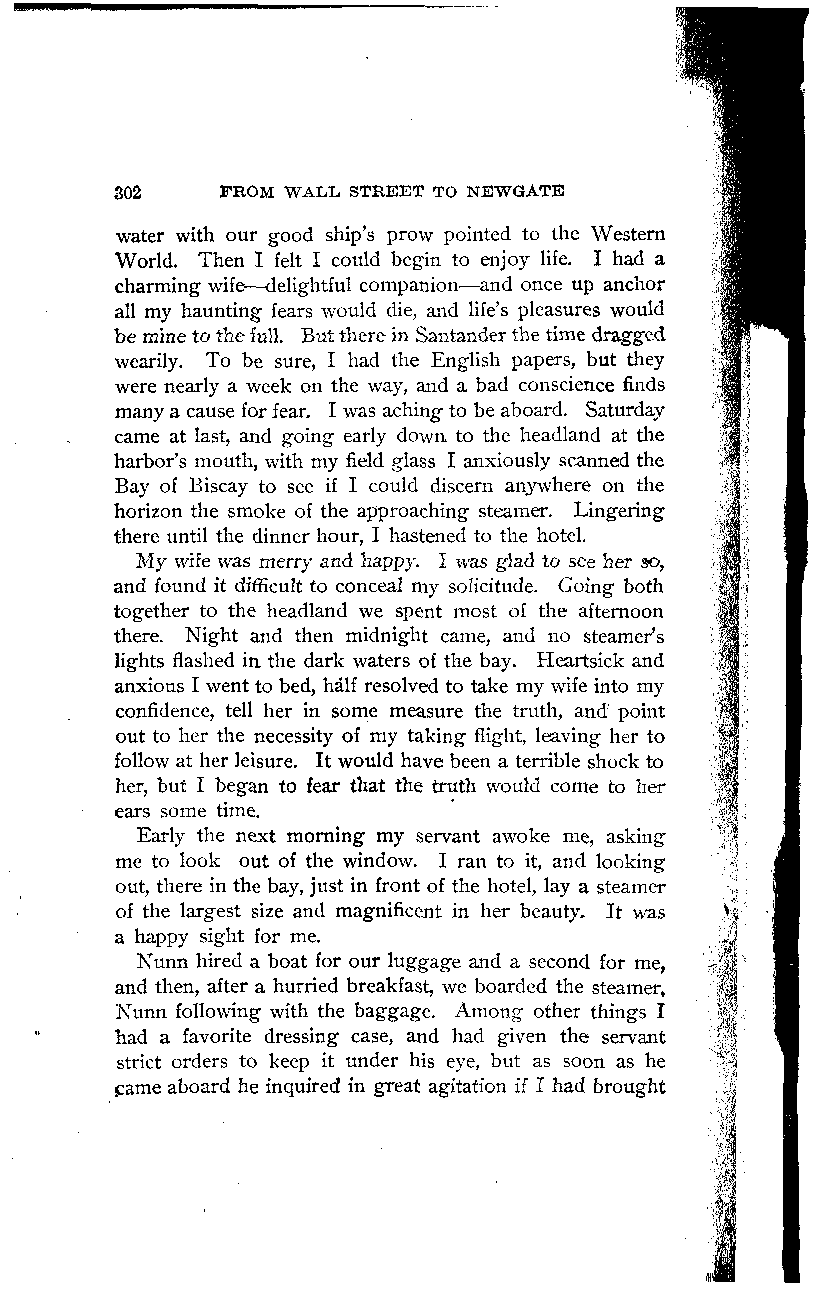 302 FROM WALL STREET TO NEWGATE
water with our good ship's prow pointed to the Western
World. Then I felt I could begin to enjoy life. I had a
charming wife—delightful companion—and once up anchor
all my haunting fears would die, and life's pleasures would
be mine to the full. But there in Santander the time dragged
wearily. To be sure, I had the English papers, but they
were nearly a week on the way, and a bad conscience finds
many a cause for fear. I was aching to be aboard. Saturday
came at last, and going early down to the headland at the
harbor's mouth, with my field glass I anxiously scanned the
Bay of Biscay to see if I could discern anywhere on the
horizon the smoke of the approaching steamer. Lingering
there until the dinner hour, I hastened to the hotel.
My wife was merry and happy. I was glad to see her so,
and found it difficult to conceal my solicitude. Going both
together to the headland we spent most of the afternoon
there. Night and then midnight came, and no steamer's
lights flashed in the dark waters of the bay. Heartsick and
anxious I went to bed, half resolved to take my wife into my
confidence, tell her in some measure the truth, and point
out to her the necessity of my taking flight, leaving her to
follow at her leisure. It would have been a terrible shock to
her, but I began to fear that the truth would come to her
ears some time.
Early the next morning my servant awoke me, asking
me to look out of the window. I ran to it, and looking
out, there in the bay, just in front of the hotel, lay a steamer
of the largest size and magnificent in her beauty. It was
a happy sight for me.
Nunn hired a boat for our luggage and a second for me,
and then, after a hurried breakfast, we boarded the steamer,
Nunn following with the baggage. Among other things I
had a favorite dressing case, and had given the servant
strict orders to keep it under his eye, but as soon as he
came aboard he inquired in great agitation if I had brought